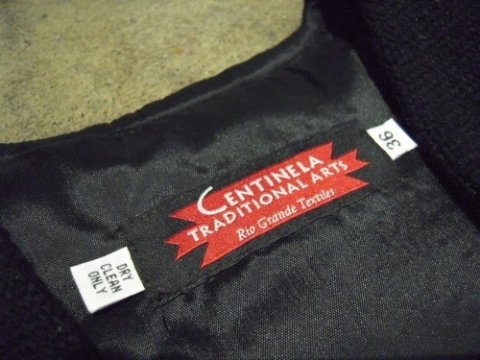 CENTINELA
TRADITIONAL ARTS
Rio Grande Textiles
36
DRY
CLEAN
ONLY